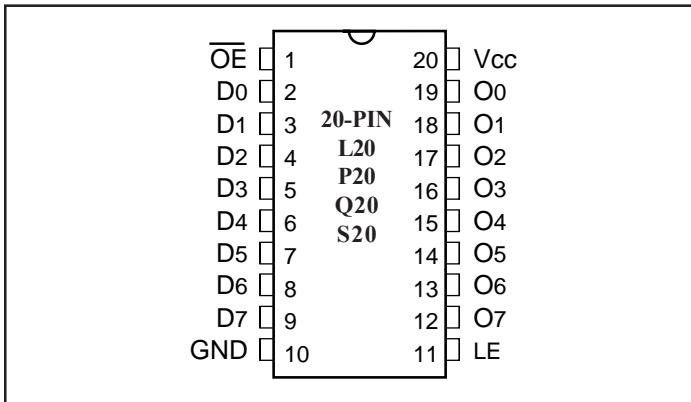 O̅E̅ 1 20 Vcc
D0 2 19 O0
D1 3 20-PIN 18 O1
D2 4 L20 17 O2
D3 5 P20 16 O3
D4 6 Q20 15 O4
D5 7 S20 14 O5
D6 8 13 O6
D7 9 12 O7
GND 10 11 LE